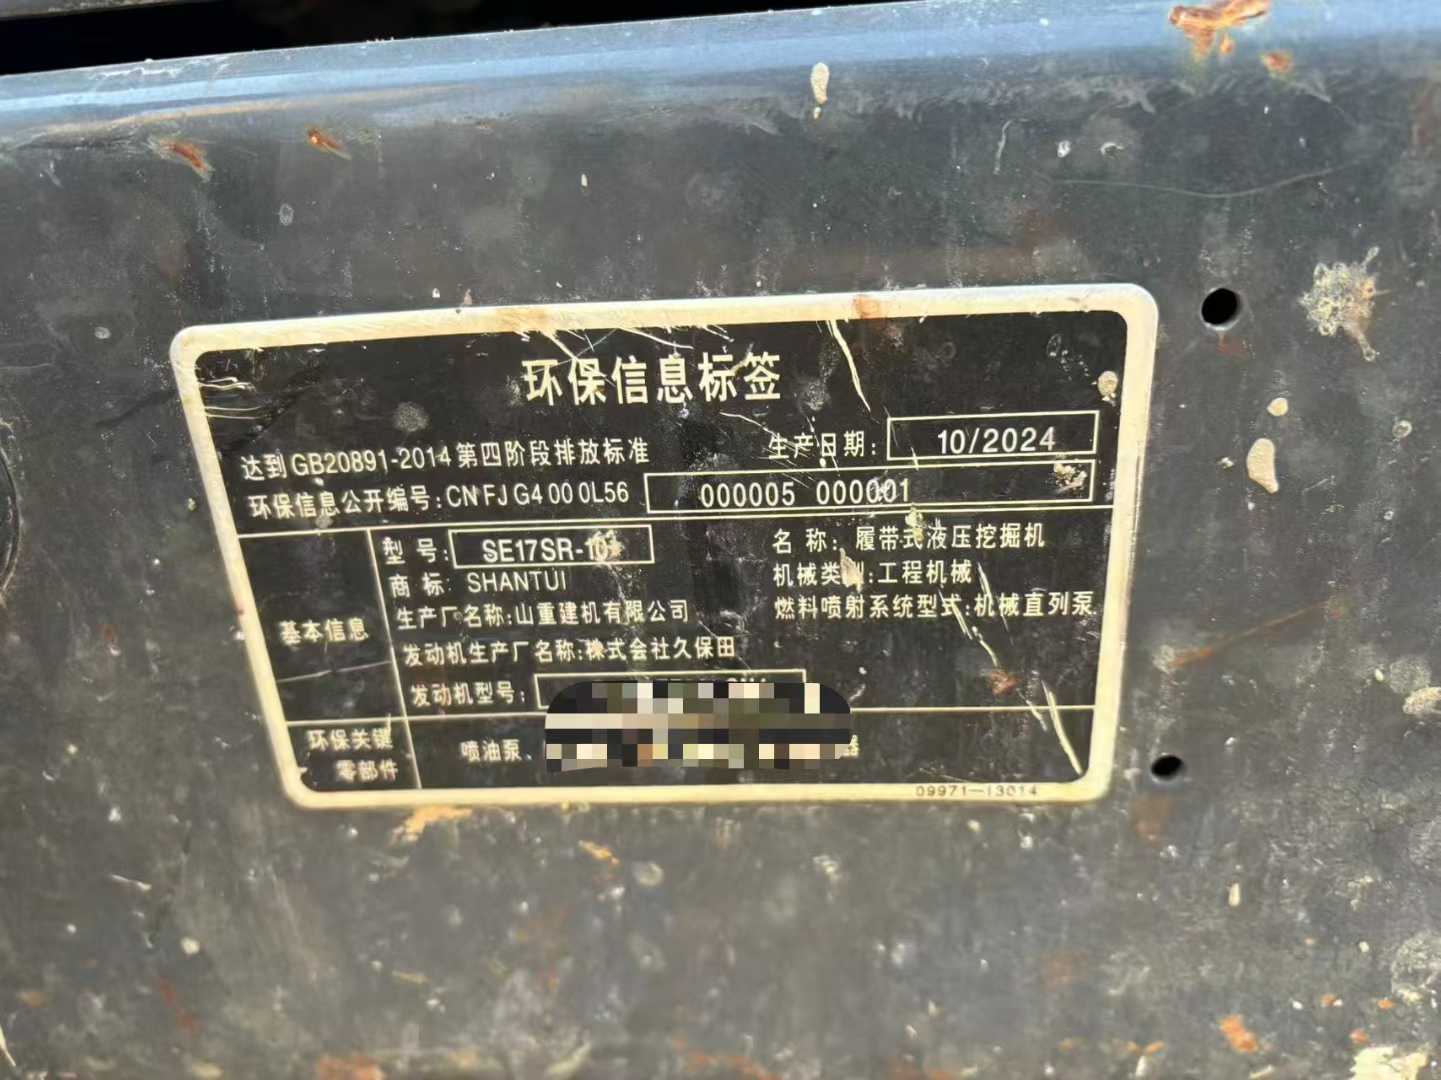 环保信息标签
达到GB20891-2014第四阶段排放标准 生产日期: 10/2024
环保信息公开编号:CN FJ G4 00 0L56 000005 000001
基本信息
型 号: SE17SR-10
名 称: 履带式液压挖掘机
商 标: SHANTUI
机械类别:工程机械
生产厂名称:山重建机有限公司
燃料喷射系统型式:机械直列泵
发动机生产厂名称:株式会社久保田
发动机型号:
环保关键
零部件
喷油泵、
器
09971-13014